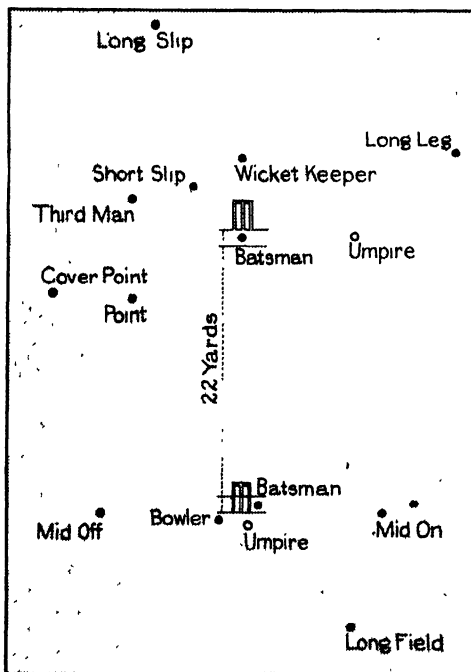 Long Slip
Long Leg
Short Slip
Wicket Keeper
Third Man
Umpire
Batsman
Cover Point
Point
22 Yards
Batsman
Mid Off
Bowler
Umpire
Mid On
Long Field